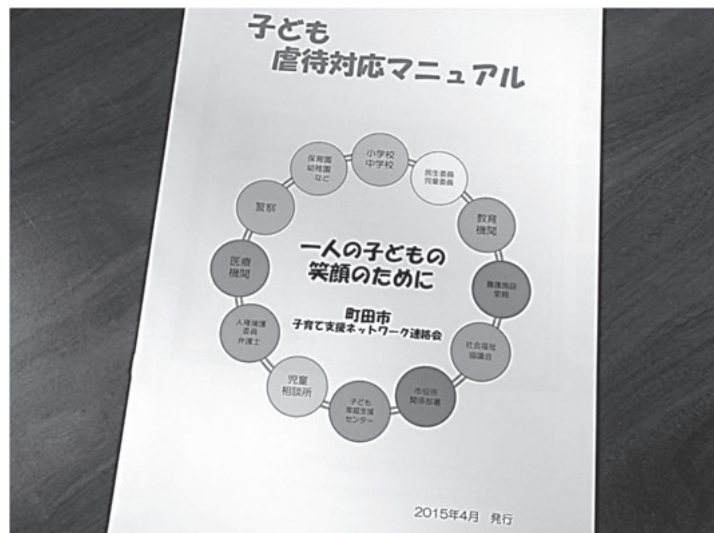 子ども
虐待対応マニュアル
小学校
中学校
民生委員
児童委員
教育
機関
養護施設
里親
社会福祉
協議会
市役所
関係部署
子ども
家庭支援
センター
児童
相談所
人権擁護
委員
弁護士
医療
機関
警察
保育園
幼稚園
など
一人の子どもの
笑顔のために
町田市
子育て支援ネットワーク連絡会
2015年4月 発行